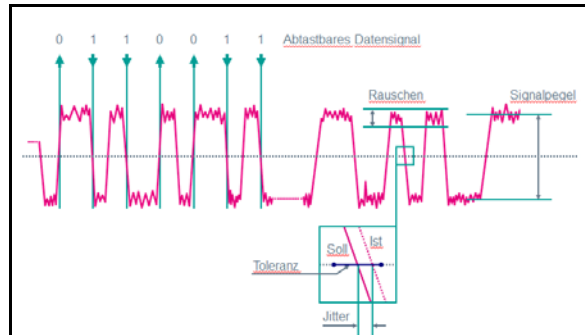 0 1 1 0 0 1 1 Abtastbares Datensignal
Rauschen
Signalpegel
Soll
Ist
Toleranz
Jitter